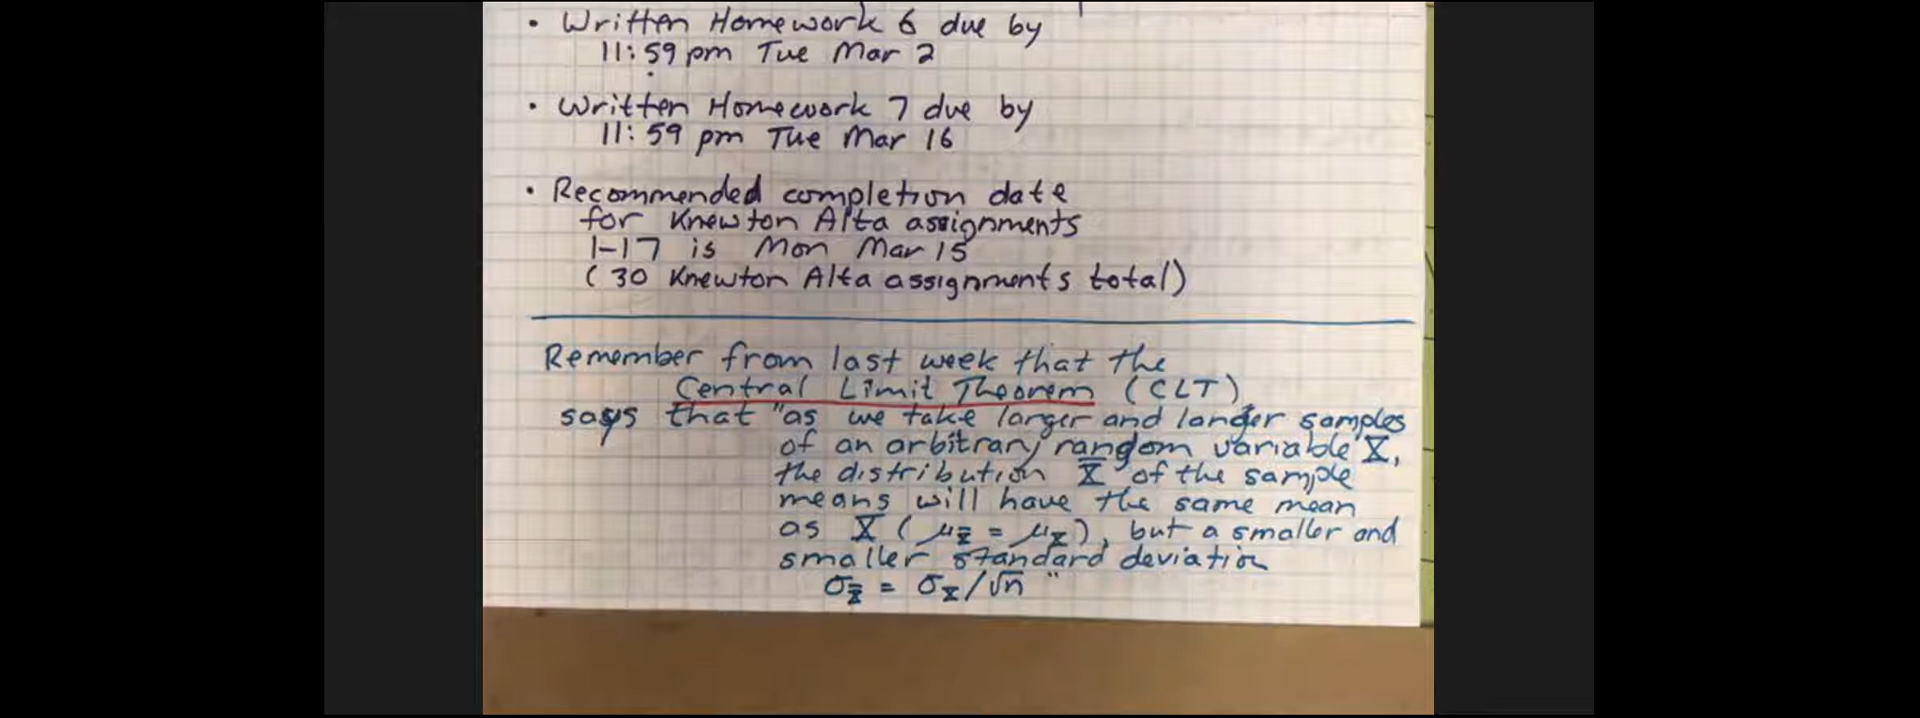 • Written Homework 6 due by
11:59 pm Tue Mar 2
• Written Homework 7 due by
11:59 pm Tue Mar 16
• Recommended completion date
for Knewton Alta assignments
1-17 is Mon Mar 15
(30 Knewton Alta assignments total)
Remember from last week that the
Central Limit Theorem (CLT)
says that "as we take larger and larger samples
of an arbitrary random variable X,
the distribution X̅ of the sample
means will have the same mean
as X (μ_X̅ = μ_X), but a smaller and
smaller standard deviation
σ_X̅ = σ_X/√n "